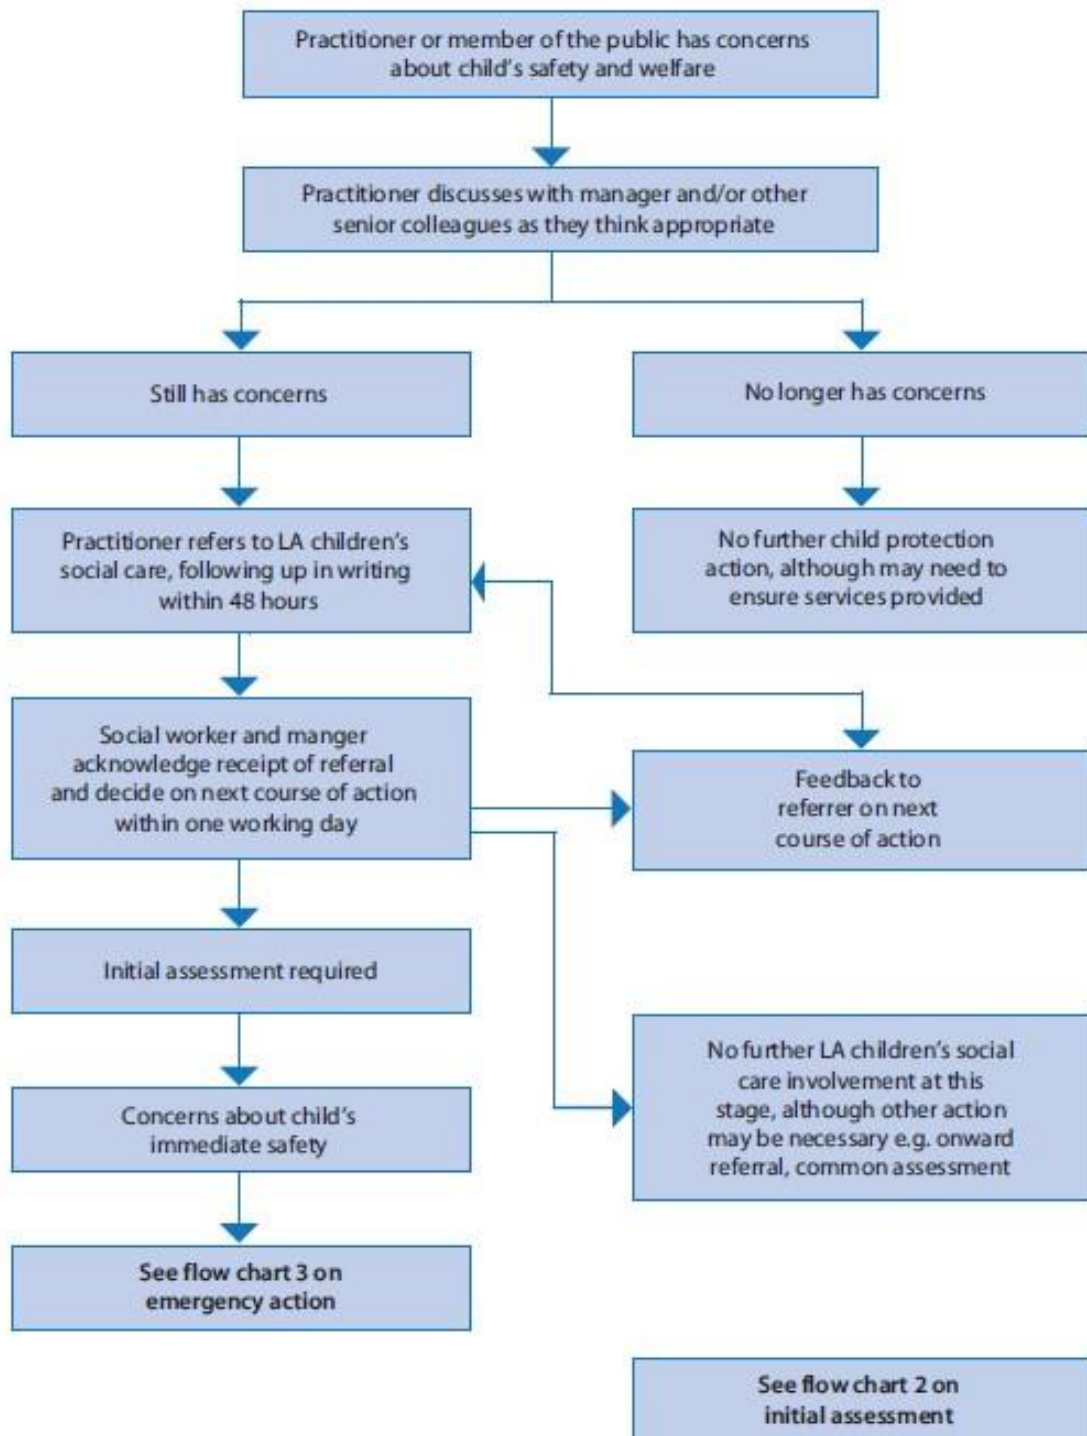 Practitioner or member of the public has concerns
about child's safety and welfare
Practitioner discusses with manager and/or other
senior colleagues as they think appropriate
Still has concerns
No longer has concerns
Practitioner refers to LA children's
social care, following up in writing
within 48 hours
No further child protection
action, although may need to
ensure services provided
Social worker and manger
acknowledge receipt of referral
and decide on next course of action
within one working day
Feedback to
referrer on next
course of action
Initial assessment required
No further LA children's social
care involvement at this
stage, although other action
may be necessary e.g. onward
referral, common assessment
Concerns about child's
immediate safety
See flow chart 3 on
emergency action
See flow chart 2 on
initial assessment